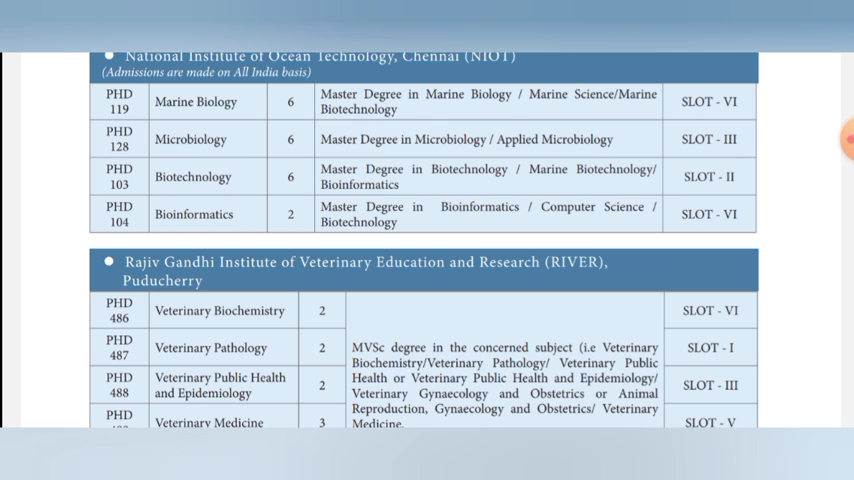 National Institute of Ocean Technology, Chennai (NIOT)
(Admissions are made on All India basis)
PHD 119 Marine Biology 6 Master Degree in Marine Biology / Marine Science/Marine Biotechnology SLOT - VI
PHD 128 Microbiology 6 Master Degree in Microbiology / Applied Microbiology SLOT - III
PHD 103 Biotechnology 6 Master Degree in Biotechnology / Marine Biotechnology/ Bioinformatics SLOT - II
PHD 104 Bioinformatics 2 Master Degree in Bioinformatics / Computer Science / Biotechnology SLOT - VI
Rajiv Gandhi Institute of Veterinary Education and Research (RIVER),
Puducherry
PHD 486 Veterinary Biochemistry 2 SLOT - VI
PHD 487 Veterinary Pathology 2 SLOT - I
PHD 488 Veterinary Public Health and Epidemiology 2 SLOT - III
PHD Veterinary Medicine 3 SLOT - V
MVSc degree in the concerned subject (i.e Veterinary
Biochemistry/Veterinary Pathology/ Veterinary Public
Health or Veterinary Public Health and Epidemiology/
Veterinary Gynaecology and Obstetrics or Animal
Reproduction, Gynaecology and Obstetrics/ Veterinary
Medicine.